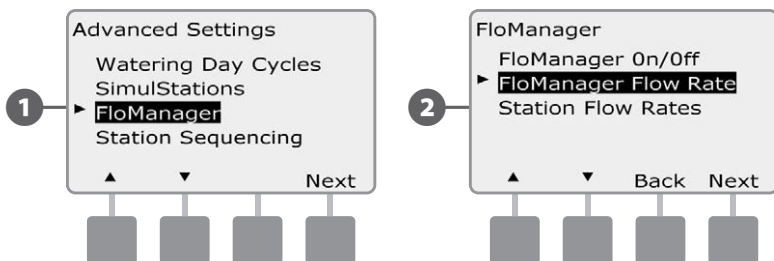 Advanced Settings
Watering Day Cycles
SimulStations
1
► FloManager
Station Sequencing
▲ ▼ Next
FloManager
FloManager On/Off
2
► FloManager Flow Rate
Station Flow Rates
▲ ▼ Back Next